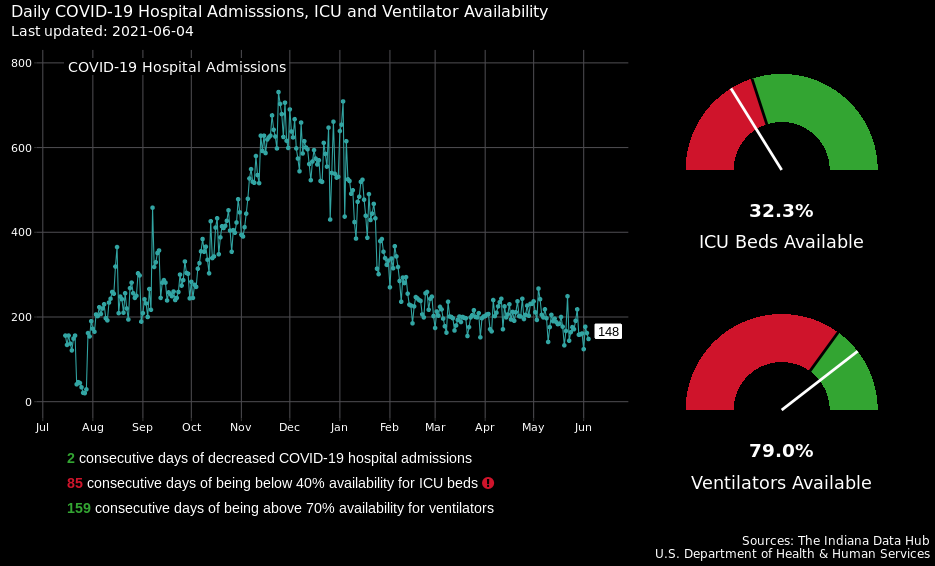 Daily COVID-19 Hospital Admisssions, ICU and Ventilator Availability
Last updated: 2021-06-04
COVID-19 Hospital Admissions
800
600
400
200
0
148
Jul Aug Sep Oct Nov Dec Jan Feb Mar Apr May Jun
32.3%
ICU Beds Available
79.0%
Ventilators Available
2 consecutive days of decreased COVID-19 hospital admissions
85 consecutive days of being below 40% availability for ICU beds !
159 consecutive days of being above 70% availability for ventilators
Sources: The Indiana Data Hub
U.S. Department of Health & Human Services